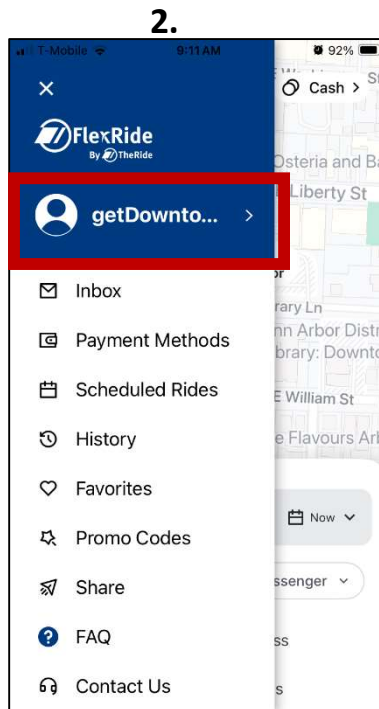 2.
T-Mobile 9:11 AM 92%
Cash >
FlexRide
By TheRide
Osteria and Ba
Liberty St
getDownto... >
rary Ln
nn Arbor Distr
brary: Downto
Inbox
Payment Methods
Scheduled Rides
E William St
History
e Flavours Arb
Favorites
Now
Promo Codes
Share
ssenger
FAQ
ss
Contact Us
s